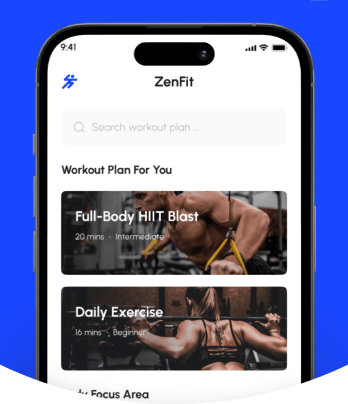 9:41
ZenFit
Search workout plan ...
Workout Plan For You
Full-Body HIIT Blast
20 mins · Intermediate
Daily Exercise
16 mins · Beginner
Focus Area